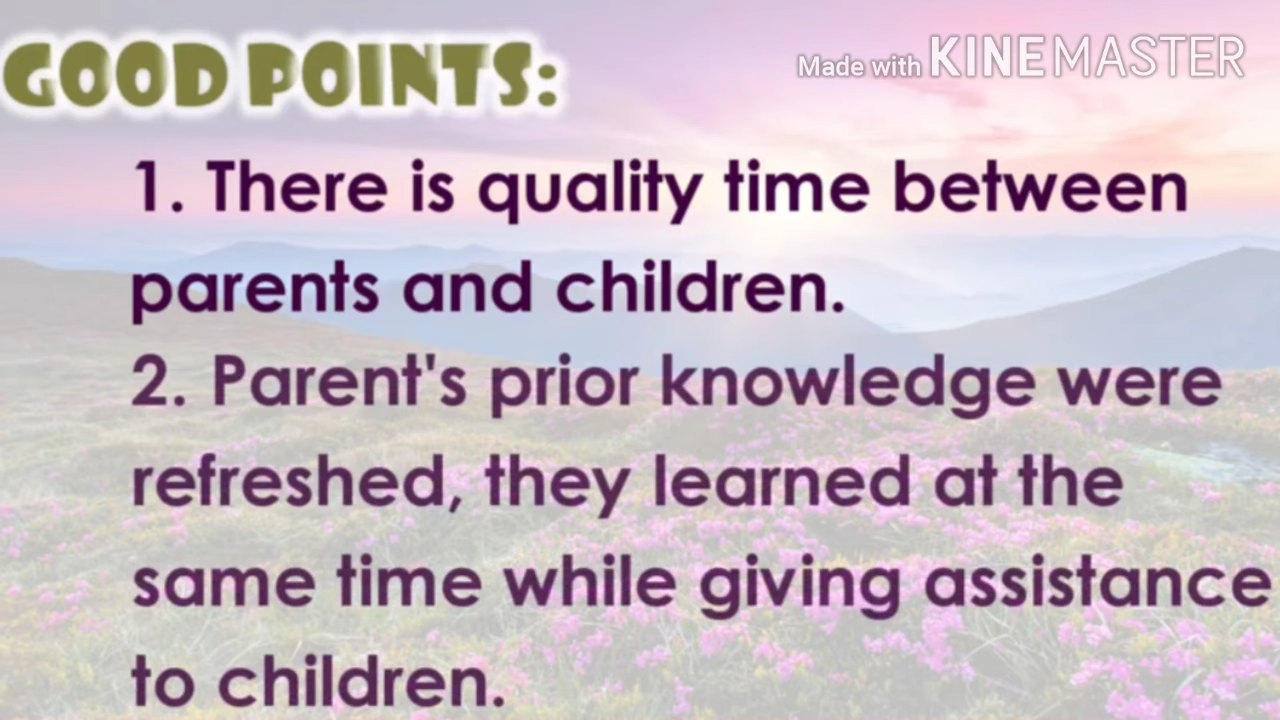 GOOD POINTS:
Made with KINEMASTER
1. There is quality time between
parents and children.
2. Parent's prior knowledge were
refreshed, they learned at the
same time while giving assistance
to children.